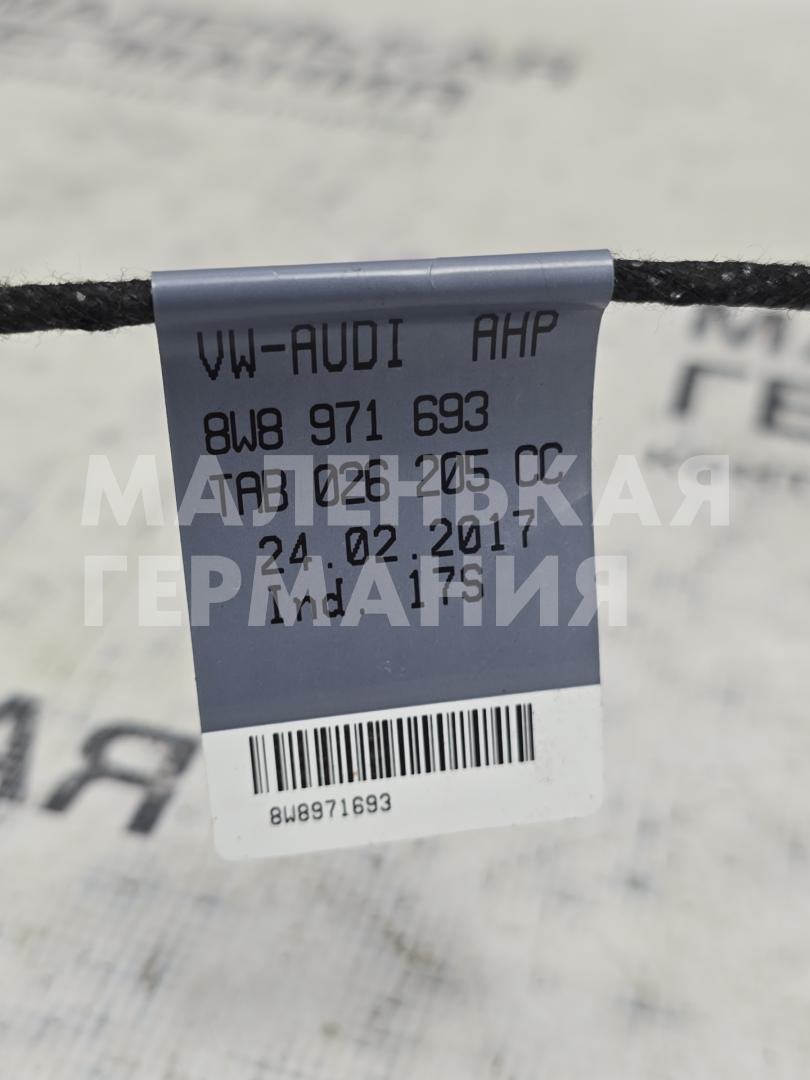 VW-AUDI AHP
8W8 971 693
TAB 026 205 CC
24.02.2017
Ind. 17S
8W8971693
МАЛЕНЬКАЯ
ГЕРМАНИЯ